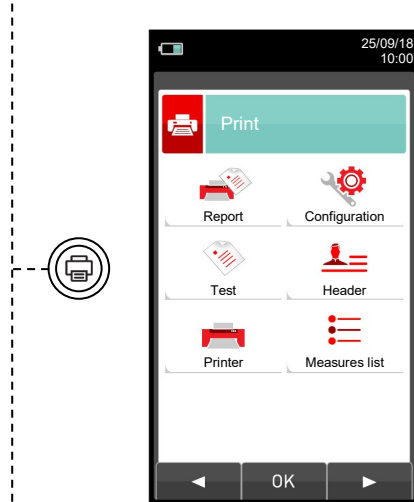 25/09/18
10:00
Print
Report
Configuration
Test
Header
Printer
Measures list
OK